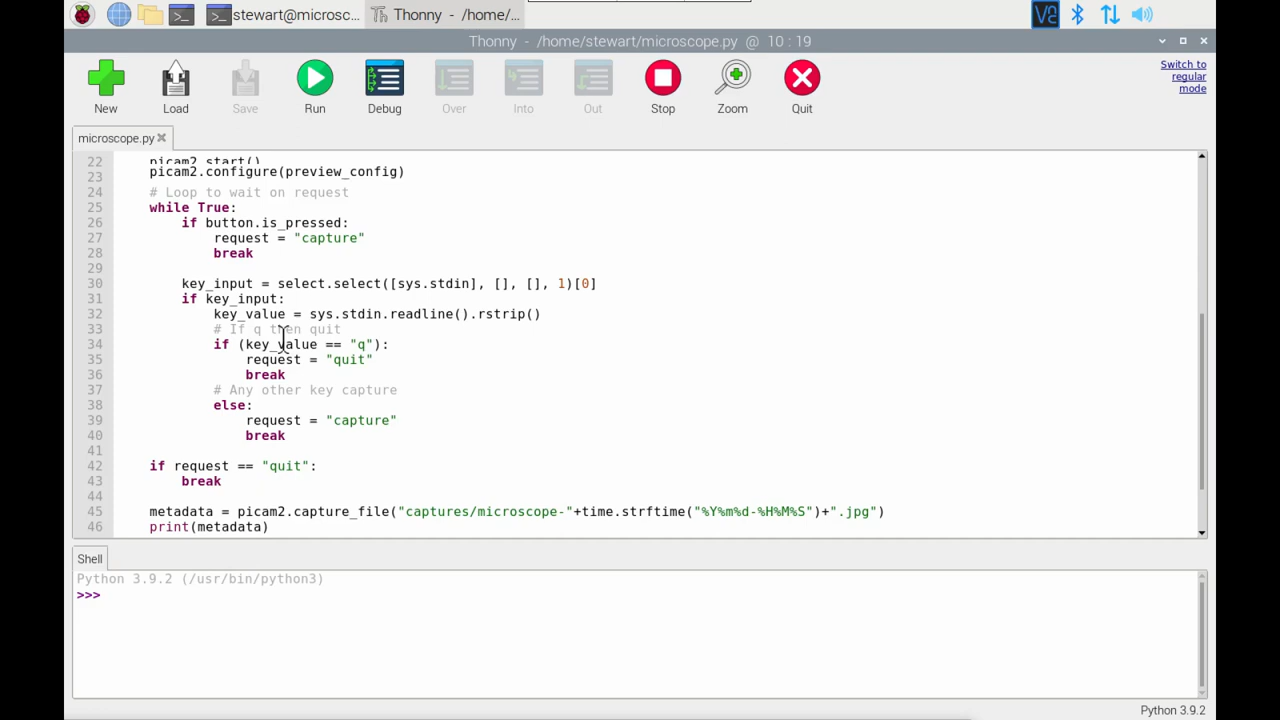 stewart@microsc...
Thonny - /home/...
Thonny - /home/stewart/microscope.py @ 10 : 19
Switch to
regular
mode
New Load Save Run Debug Over Into Out Stop Zoom Quit
microscope.py
22 picam2.start()
23 picam2.configure(preview_config)
24 # Loop to wait on request
25 while True:
26 if button.is_pressed:
27 request = "capture"
28 break
29
30 key_input = select.select([sys.stdin], [], [], 1)[0]
31 if key_input:
32 key_value = sys.stdin.readline().rstrip()
33 # If q then quit
34 if (key_value == "q"):
35 request = "quit"
36 break
37 # Any other key capture
38 else:
39 request = "capture"
40 break
41
42 if request == "quit":
43 break
44
45 metadata = picam2.capture_file("captures/microscope-"+time.strftime("%Y%m%d-%H%M%S")+".jpg")
46 print(metadata)
Shell
Python 3.9.2 (/usr/bin/python3)
>>>
Python 3.9.2